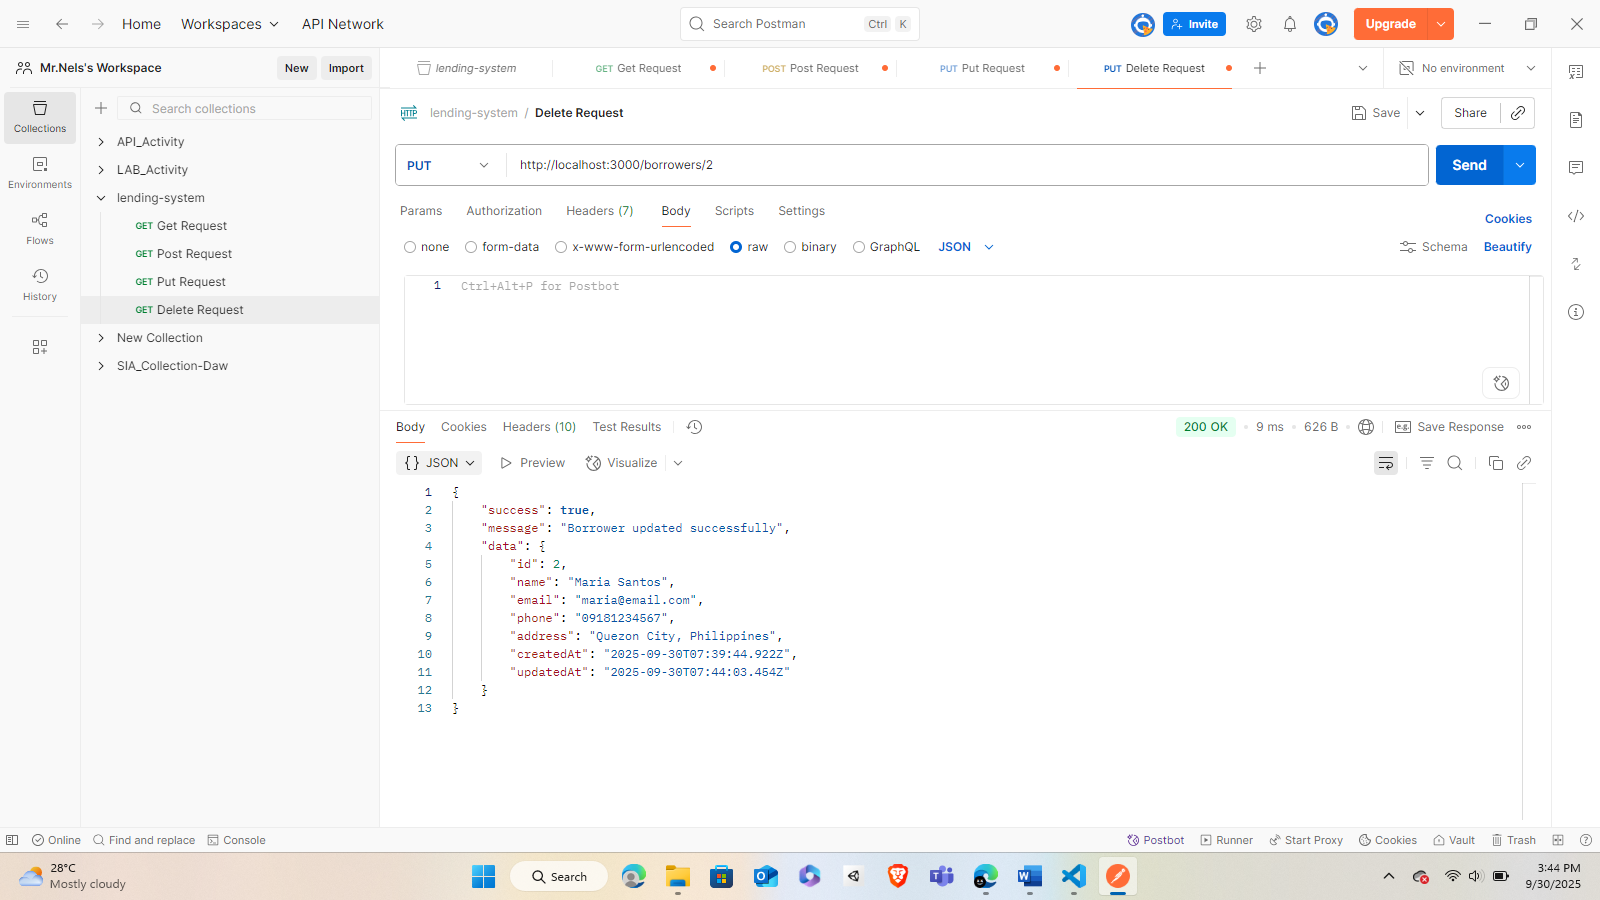 Home
Workspaces
API Network
Search Postman
Ctrl
K
Invite
Upgrade
Mr.Nels's Workspace
New
Import
lending-system
GET Get Request
POST Post Request
PUT Put Request
PUT Delete Request
No environment
Collections
Environments
Flows
History
Search collections
API_Activity
LAB_Activity
lending-system
GET Get Request
GET Post Request
GET Put Request
GET Delete Request
New Collection
SIA_Collection-Daw
HTTP
lending-system / Delete Request
Save
Share
PUT
http://localhost:3000/borrowers/2
Send
Params
Authorization
Headers (7)
Body
Scripts
Settings
Cookies
none
form-data
x-www-form-urlencoded
raw
binary
GraphQL
JSON
Schema
Beautify
1
Ctrl+Alt+P for Postbot
Body
Cookies
Headers (10)
Test Results
200 OK
9 ms
626 B
e.g.
Save Response
{} JSON
Preview
Visualize
1 {
2 "success": true,
3 "message": "Borrower updated successfully",
4 "data": {
5 "id": 2,
6 "name": "Maria Santos",
7 "email": "maria@email.com",
8 "phone": "09181234567",
9 "address": "Quezon City, Philippines",
10 "createdAt": "2025-09-30T07:39:44.922Z",
11 "updatedAt": "2025-09-30T07:44:03.454Z"
12 }
13 }
Online
Find and replace
Console
Postbot
Runner
Start Proxy
Cookies
Vault
Trash
28°C
Mostly cloudy
Search
3:44 PM
9/30/2025